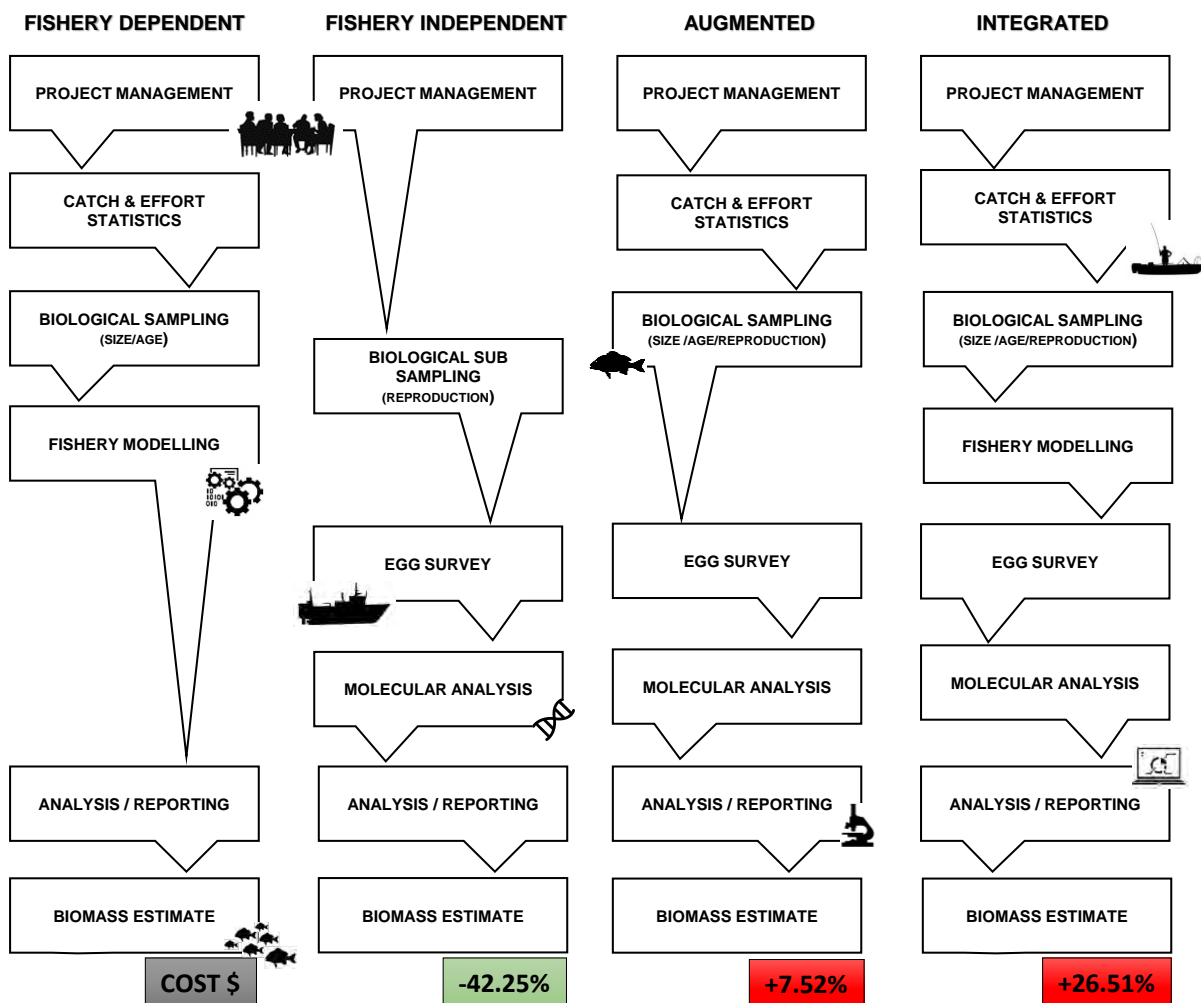 FISHERY DEPENDENT
PROJECT MANAGEMENT
CATCH & EFFORT
STATISTICS
BIOLOGICAL SAMPLING
(SIZE/AGE)
FISHERY MODELLING
ANALYSIS / REPORTING
BIOMASS ESTIMATE
COST $
FISHERY INDEPENDENT
PROJECT MANAGEMENT
BIOLOGICAL SUB
SAMPLING
(REPRODUCTION)
EGG SURVEY
MOLECULAR ANALYSIS
ANALYSIS / REPORTING
BIOMASS ESTIMATE
-42.25%
AUGMENTED
PROJECT MANAGEMENT
CATCH & EFFORT
STATISTICS
BIOLOGICAL SAMPLING
(SIZE /AGE/REPRODUCTION)
EGG SURVEY
MOLECULAR ANALYSIS
ANALYSIS / REPORTING
BIOMASS ESTIMATE
+7.52%
INTEGRATED
PROJECT MANAGEMENT
CATCH & EFFORT
STATISTICS
BIOLOGICAL SAMPLING
(SIZE /AGE/REPRODUCTION)
FISHERY MODELLING
EGG SURVEY
MOLECULAR ANALYSIS
ANALYSIS / REPORTING
BIOMASS ESTIMATE
+26.51%